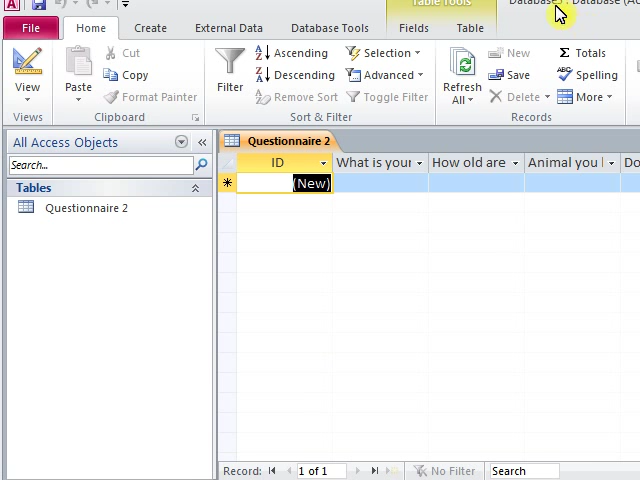 Table Tools
Database
: Database (Ac
File
Home
Create
External Data
Database Tools
Fields
Table
View
Views
Paste
Cut
Copy
Format Painter
Clipboard
Filter
Ascending
Descending
Remove Sort
Selection
Advanced
Toggle Filter
Sort & Filter
Refresh
All
New
Save
Delete
Totals
Spelling
More
Records
All Access Objects
Search...
Tables
Questionnaire 2
Questionnaire 2
ID
What is your
How old are
Animal you l
Do
(New)
Record:
1 of 1
No Filter
Search